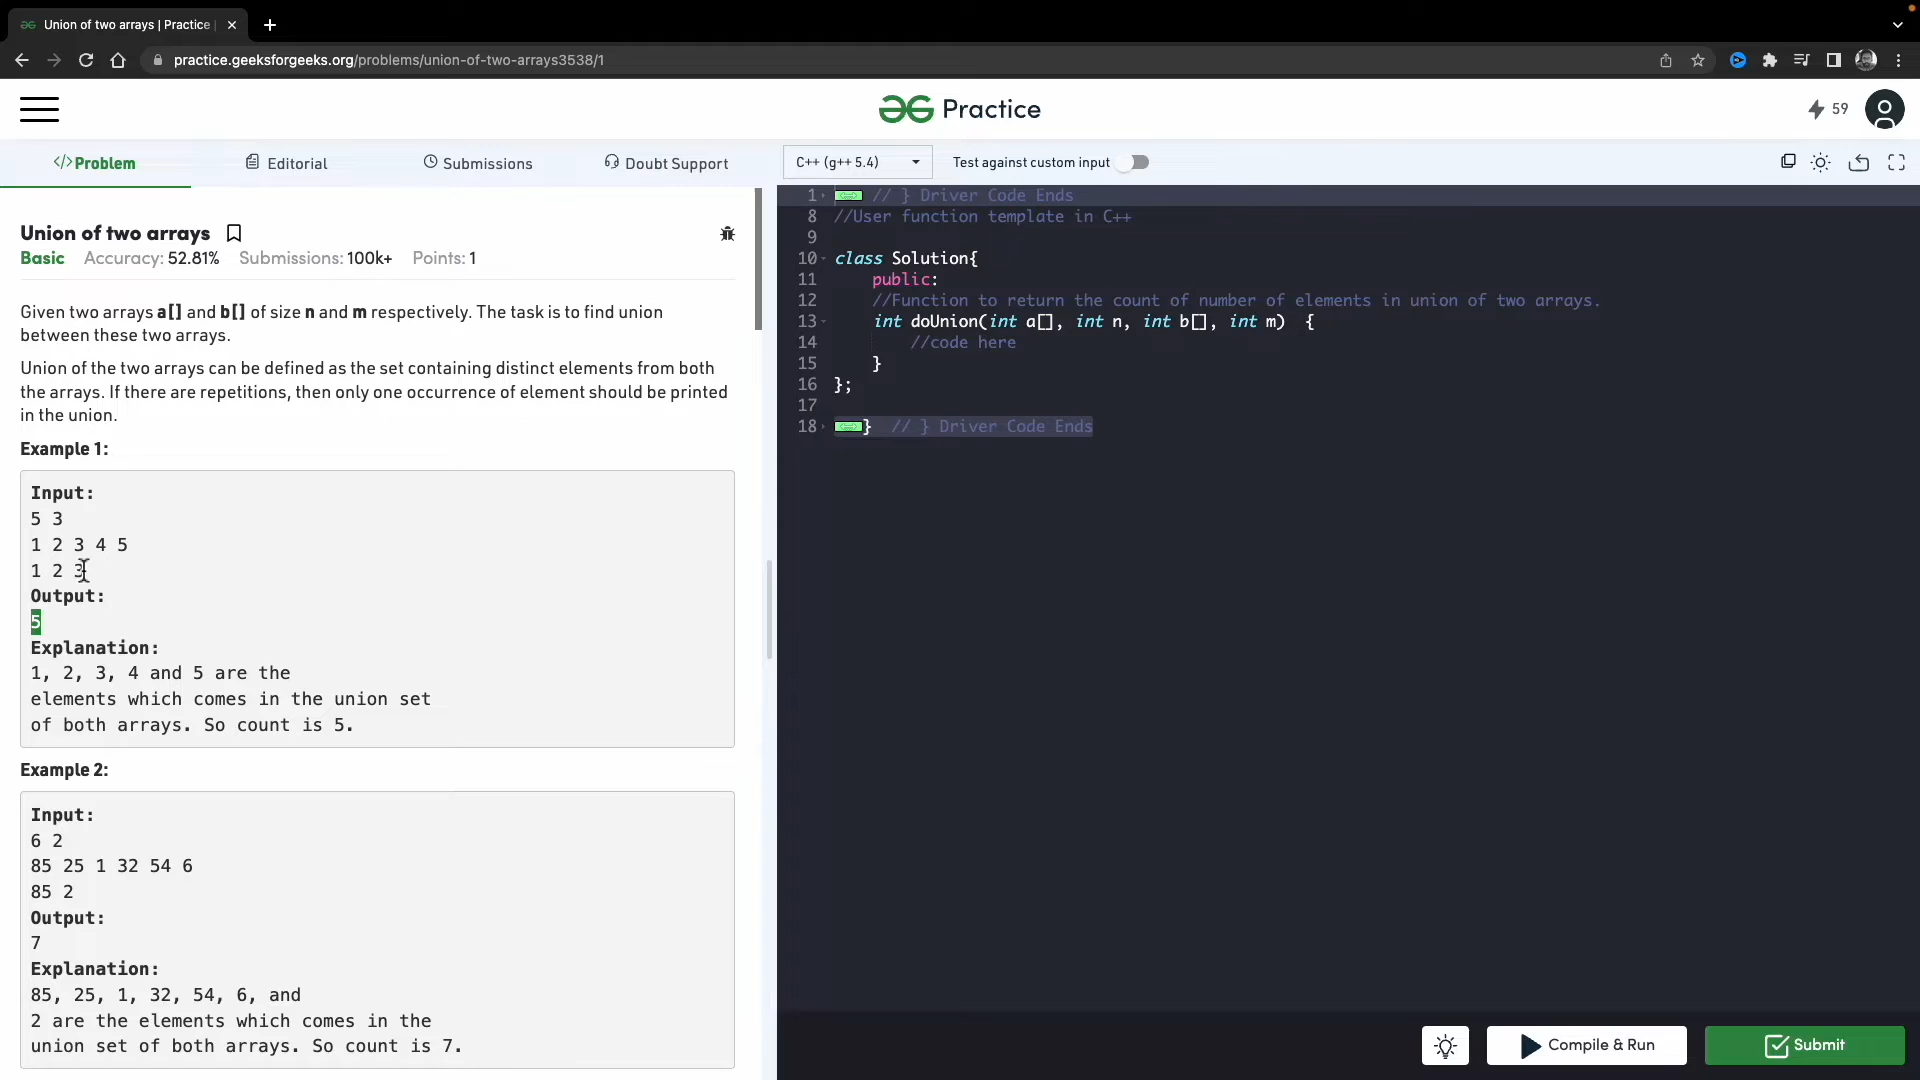 Union of two arrays | Practice |
practice.geeksforgeeks.org/problems/union-of-two-arrays3538/1
Practice
59
</>Problem
Editorial
Submissions
Doubt Support
C++ (g++ 5.4)
Test against custom input
Union of two arrays
Basic Accuracy: 52.81% Submissions: 100k+ Points: 1
Given two arrays a[] and b[] of size n and m respectively. The task is to find union
between these two arrays.
Union of the two arrays can be defined as the set containing distinct elements from both
the arrays. If there are repetitions, then only one occurrence of element should be printed
in the union.
Example 1:
Input:
5 3
1 2 3 4 5
1 2 3
Output:
5
Explanation:
1, 2, 3, 4 and 5 are the
elements which comes in the union set
of both arrays. So count is 5.
Example 2:
Input:
6 2
85 25 1 32 54 6
85 2
Output:
7
Explanation:
85, 25, 1, 32, 54, 6, and
2 are the elements which comes in the
union set of both arrays. So count is 7.
1 // } Driver Code Ends
8 //User function template in C++
9
10 class Solution{
11 public:
12 //Function to return the count of number of elements in union of two arrays.
13 int doUnion(int a[], int n, int b[], int m)  {
14 //code here
15 }
16 };
17
18 } // } Driver Code Ends
Compile & Run
Submit